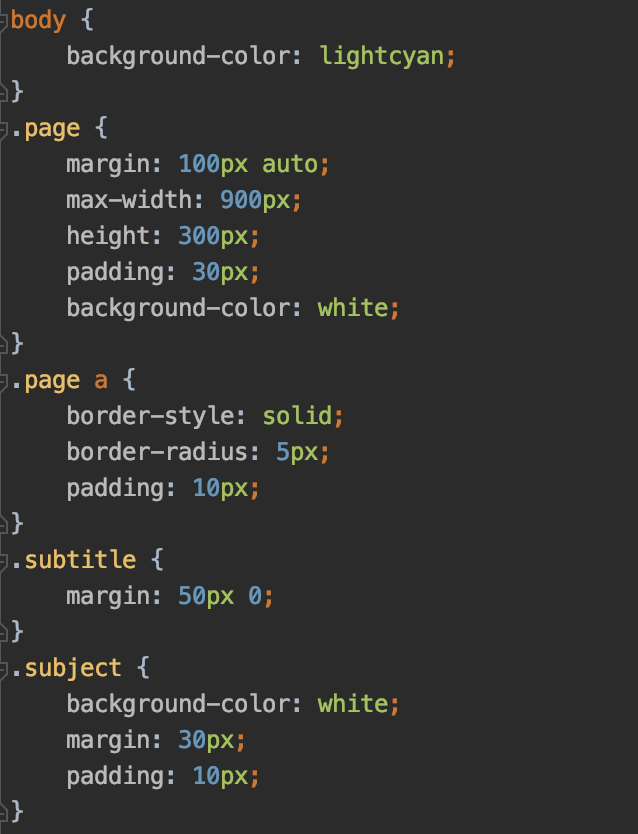 body {
    background-color: lightcyan;
}
.page {
    margin: 100px auto;
    max-width: 900px;
    height: 300px;
    padding: 30px;
    background-color: white;
}
.page a {
    border-style: solid;
    border-radius: 5px;
    padding: 10px;
}
.subtitle {
    margin: 50px 0;
}
.subject {
    background-color: white;
    margin: 30px;
    padding: 10px;
}